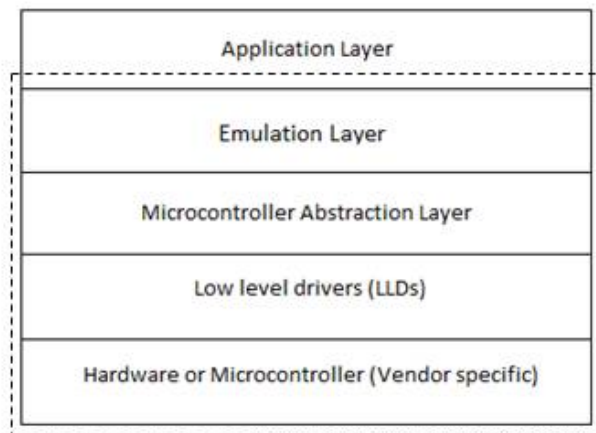 Application Layer
Emulation Layer
Microcontroller Abstraction Layer
Low level drivers (LLDs)
Hardware or Microcontroller (Vendor specific)